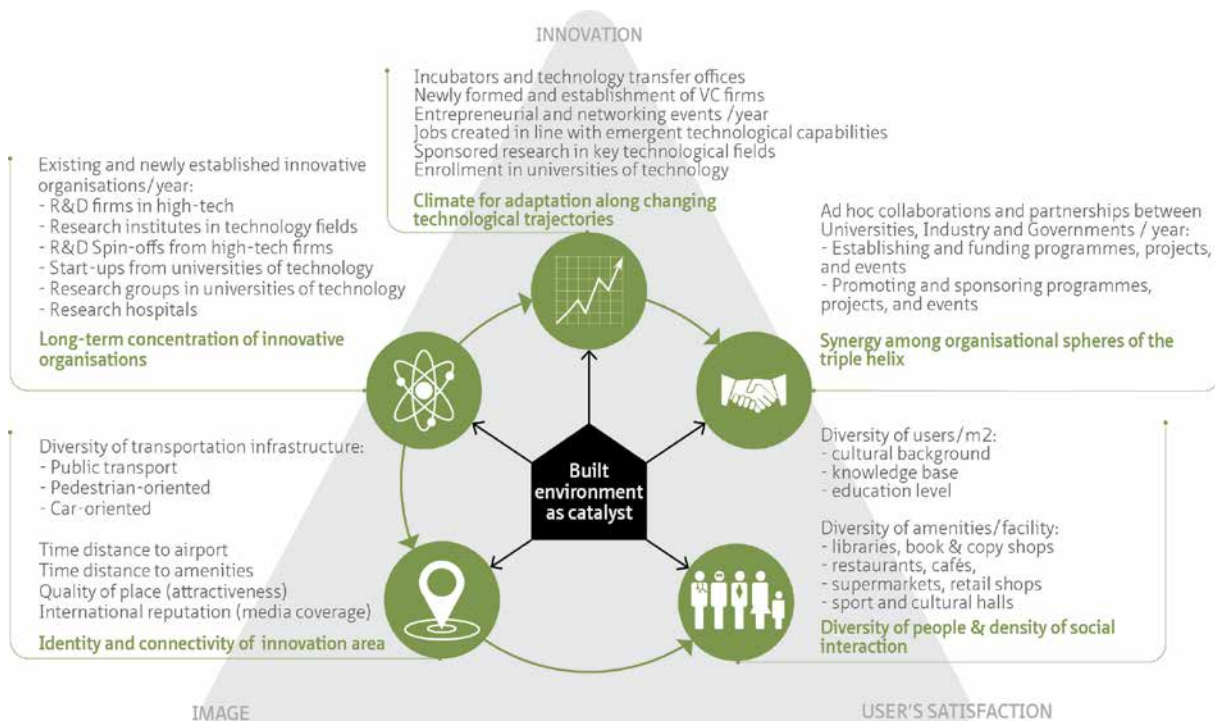 INNOVATION
Incubators and technology transfer offices
Newly formed and establishment of VC firms
Entrepreneurial and networking events /year
Jobs created in line with emergent technological capabilities
Sponsored research in key technological fields
Enrollment in universities of technology
Climate for adaptation along changing
technological trajectories
Existing and newly established innovative
organisations/year:
- R&D firms in high-tech
- Research institutes in technology fields
- R&D Spin-offs from high-tech firms
- Start-ups from universities of technology
- Research groups in universities of technology
- Research hospitals
Long-term concentration of innovative
organisations
Ad hoc collaborations and partnerships between
Universities, Industry and Governments / year:
- Establishing and funding programmes, projects,
and events
- Promoting and sponsoring programmes,
projects, and events
Synergy among organisational spheres of the
triple helix
Built
environment
as catalyst
Diversity of transportation infrastructure:
- Public transport
- Pedestrian-oriented
- Car-oriented
Time distance to airport
Time distance to amenities
Quality of place (attractiveness)
International reputation (media coverage)
Identity and connectivity of innovation area
Diversity of users/m2:
- cultural background
- knowledge base
- education level
Diversity of amenities/facility:
- libraries, book & copy shops
- restaurants, cafés,
- supermarkets, retail shops
- sport and cultural halls
Diversity of people & density of social
interaction
IMAGE
USER'S SATISFACTION